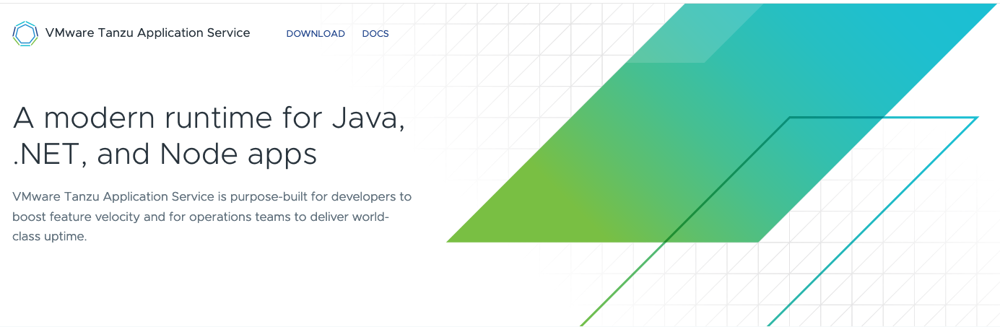 VMware Tanzu Application Service
DOWNLOAD
DOCS
A modern runtime for Java,
.NET, and Node apps
VMware Tanzu Application Service is purpose-built for developers to
boost feature velocity and for operations teams to deliver world-
class uptime.